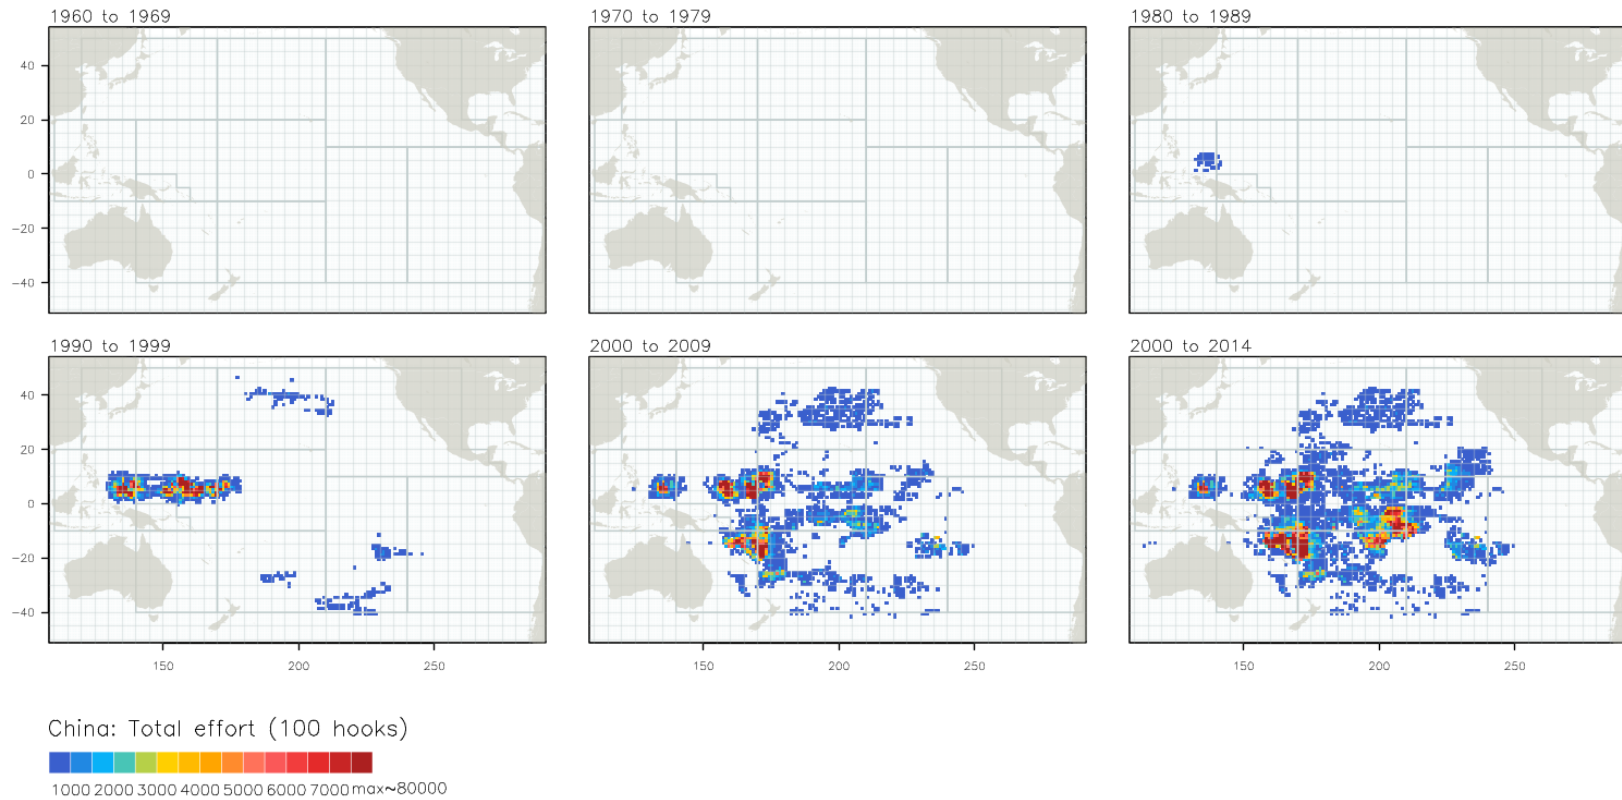 1960 to 1969
1970 to 1979
1980 to 1989
40
20
0
−20
−40
1990 to 1999
2000 to 2009
2000 to 2014
40
20
0
−20
−40
150 200 250
150 200 250
150 200 250
China: Total effort (100 hooks)
1000 2000 3000 4000 5000 6000 7000 max~80000